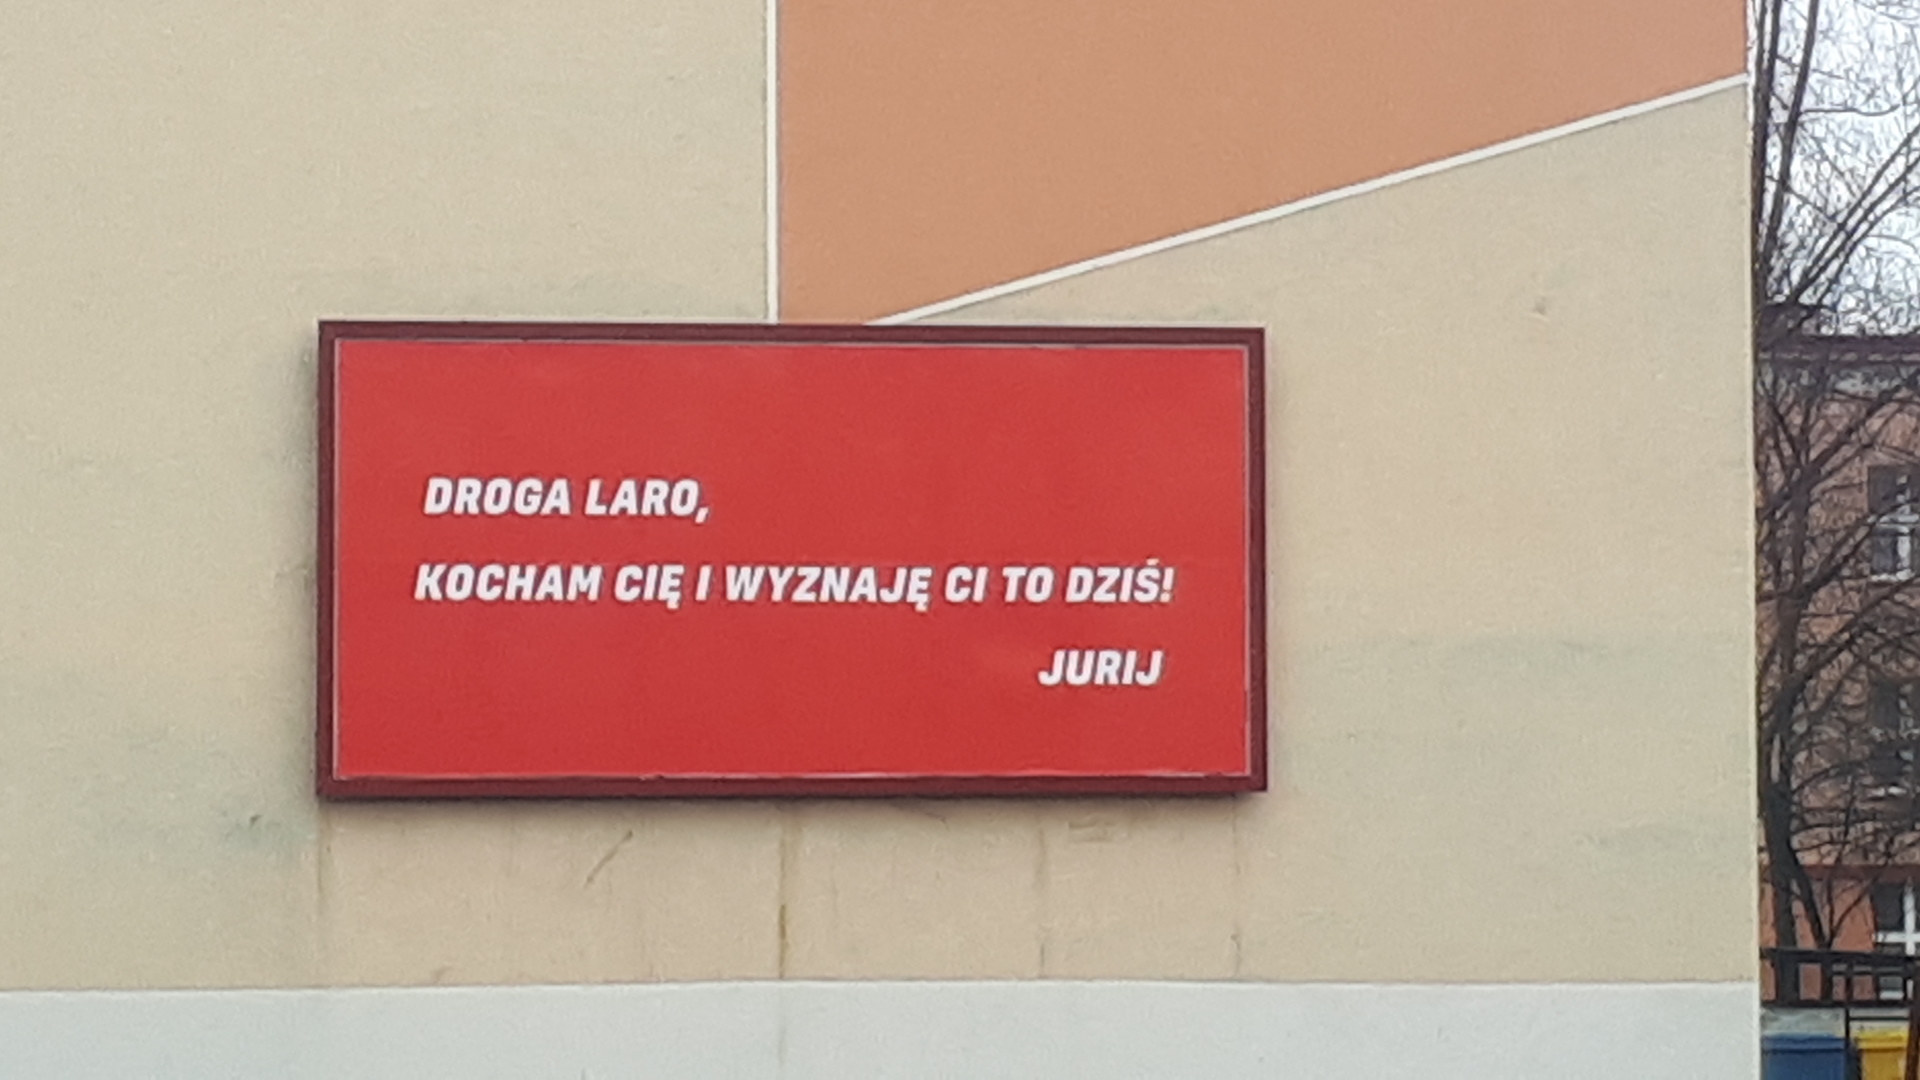 DROGA LARO,
KOCHAM CIĘ I WYZNAJĘ CI TO DZIŚ!
JURIJ